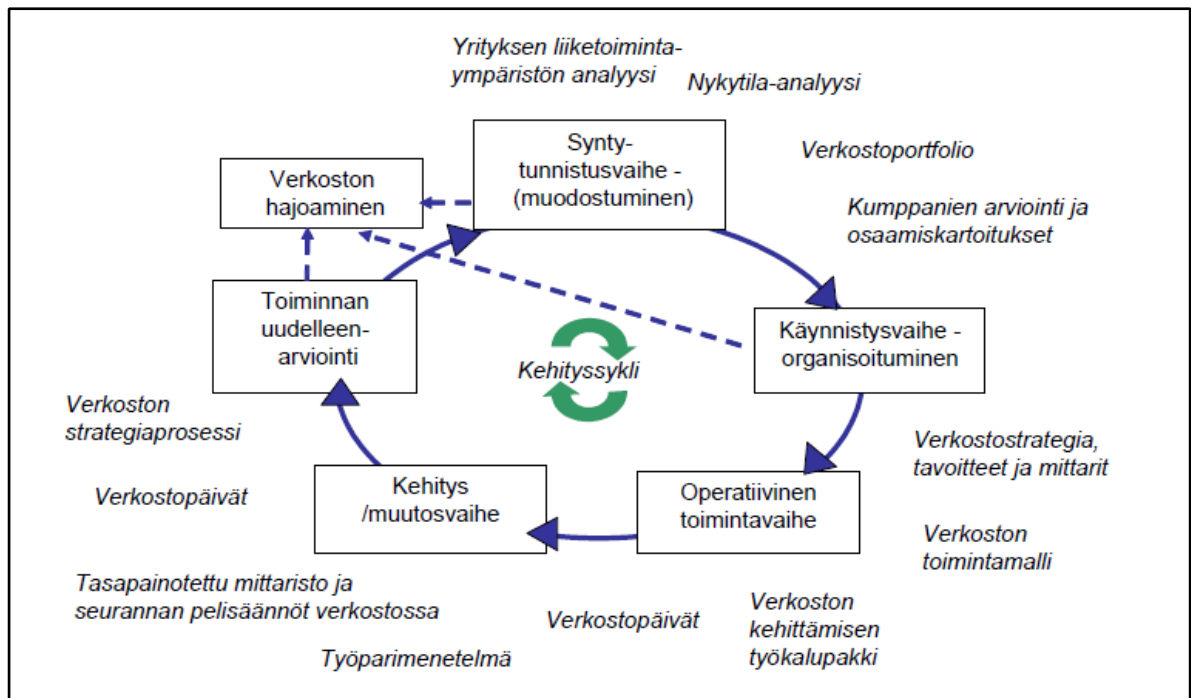 Yrityksen liiketoiminta-
ympäristön analyysi
Nykytila-analyysi
Synty-
tunnistusvaihe -
(muodostuminen)
Verkostoportfolio
Verkoston
hajoaminen
Kumppanien arviointi ja
osaamiskartoitukset
Toiminnan
uudelleen-
arviointi
Käynnistysvaihe -
organisoituminen
Kehityssykli
Verkoston
strategiaprosessi
Verkostostrategia,
tavoitteet ja mittarit
Verkostopäivät
Kehitys
/muutosvaihe
Operatiivinen
toimintavaihe
Verkoston
toimintamalli
Tasapainotettu mittaristo ja
seurannan pelisäännöt verkostossa
Verkostopäivät
Verkoston
kehittämisen
työkalupakki
Työparimenetelmä